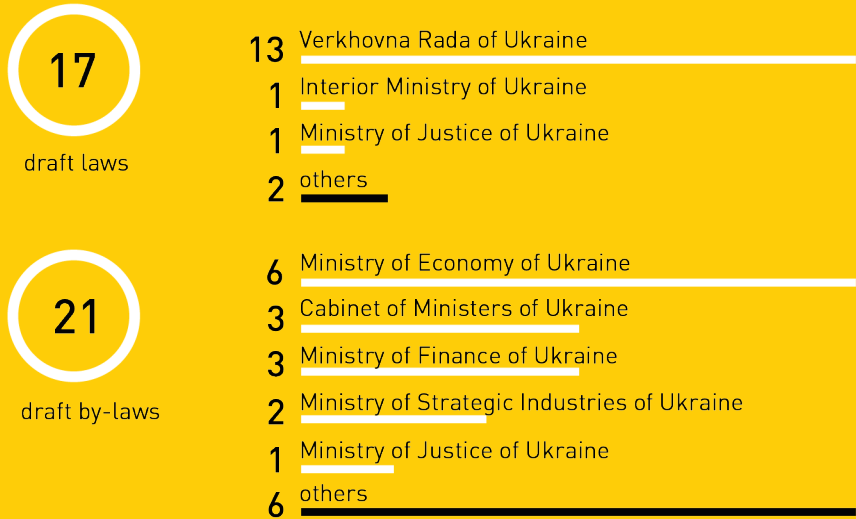 17
draft laws
13 Verkhovna Rada of Ukraine
1 Interior Ministry of Ukraine
1 Ministry of Justice of Ukraine
2 others
21
draft by-laws
6 Ministry of Economy of Ukraine
3 Cabinet of Ministers of Ukraine
3 Ministry of Finance of Ukraine
2 Ministry of Strategic Industries of Ukraine
1 Ministry of Justice of Ukraine
6 others